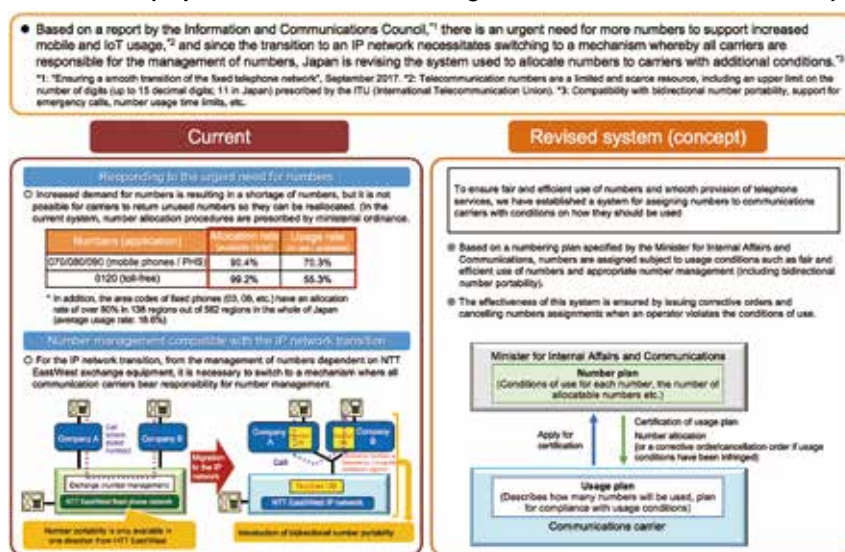 ● Based on a report by the Information and Communications Council,*1 there is an urgent need for more numbers to support increased
mobile and IoT usage,*2 and since the transition to an IP network necessitates switching to a mechanism whereby all carriers are
responsible for the management of numbers, Japan is revising the system used to allocate numbers to carriers with additional conditions.*3
*1: "Ensuring a smooth transition of the fixed telephone network", September 2017. *2: Telecommunication numbers are a limited and scarce resource, including an upper limit on the
number of digits (up to 15 decimal digits; 11 in Japan) prescribed by the ITU (International Telecommunication Union). *3: Compatibility with bidirectional number portability, support for
emergency calls, number usage time limits, etc.
Current
Responding to the urgent need for numbers
○ Increased demand for numbers is resulting in a shortage of numbers, but it is not
possible for carriers to return unused numbers so they can be reallocated. (In the
current system, number allocation procedures are prescribed by ministerial ordinance.
Numbers (application) Allocation rate Usage rate
070/080/090 (mobile phones / PHS) 90.4% 70.3%
0120 (toll-free) 99.2% 55.3%
* In addition, the area codes of fixed phones (03, 06, etc.) have an allocation
rate of over 80% in 138 regions out of 582 regions in the whole of Japan
(average usage rate: 18.6%)
Number management compatible with the IP network transition
○ For the IP network transition, from the management of numbers dependent on NTT
East/West exchange equipment, it is necessary to switch to a mechanism where all
communication carriers bear responsibility for number management.
Company A
Call
Company B
Exchange (number management)
NTT East/West fixed phone network
Number portability is only available in
one direction from NTT East/West
Migration
to the IP
network
Company
A
Company
B
Call
Number DB
NTT East/West IP network
Introduction of bidirectional number portability
Revised system (concept)
To ensure fair and efficient use of numbers and smooth provision of telephone
services, we have established a system for assigning numbers to communications
carriers with conditions on how they should be used
Based on a numbering plan specified by the Minister for Internal Affairs and
Communications, numbers are assigned subject to usage conditions such as fair and
efficient use of numbers and appropriate number management (including bidirectional
number portability).
The effectiveness of this system is ensured by issuing corrective orders and
cancelling numbers assignments when an operator violates the conditions of use.
Minister for Internal Affairs and Communications
Number plan
(Conditions of use for each number, the number of
allocatable numbers etc.)
Apply for
certification
Certification of usage plan
Number allocation
(or a corrective order/cancellation order if usage
conditions have been infringed)
Usage plan
(Describes how many numbers will be used, plan
for compliance with usage conditions)
Communications carrier